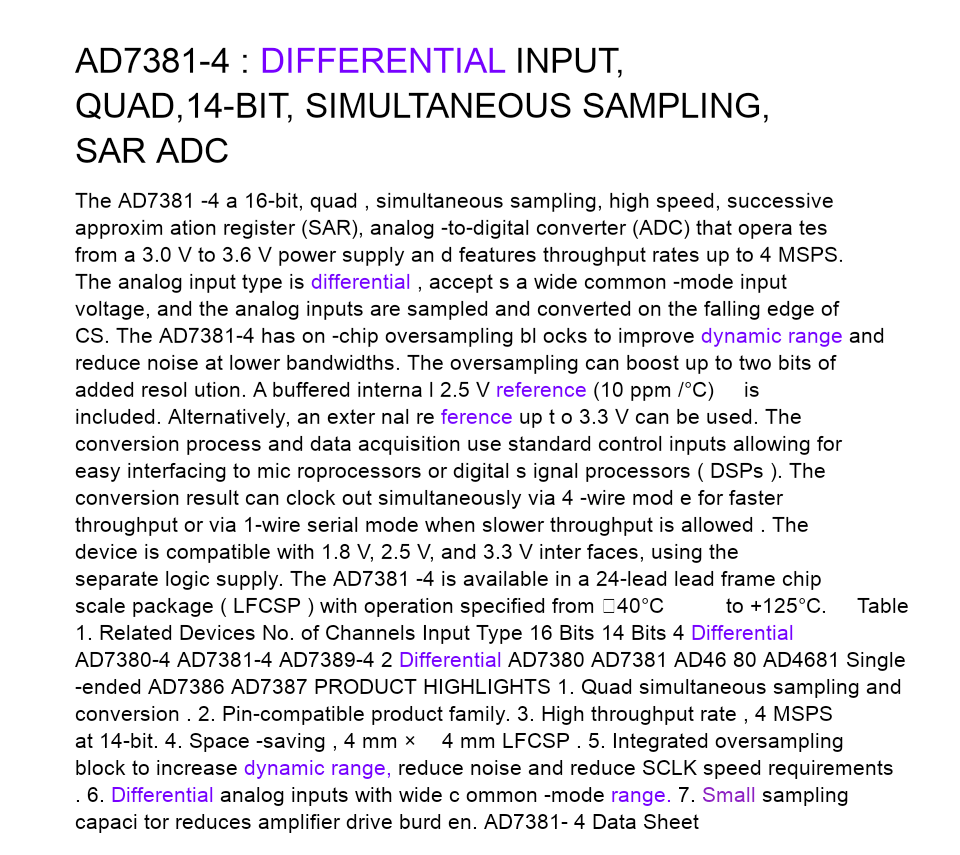 AD7381-4 : DIFFERENTIAL INPUT,
QUAD,14-BIT, SIMULTANEOUS SAMPLING,
SAR ADC
The AD7381 -4 a 16-bit, quad , simultaneous sampling, high speed, successive
approxim ation register (SAR), analog -to-digital converter (ADC) that opera tes
from a 3.0 V to 3.6 V power supply an d features throughput rates up to 4 MSPS.
The analog input type is differential , accept s a wide common -mode input
voltage, and the analog inputs are sampled and converted on the falling edge of
CS. The AD7381-4 has on -chip oversampling bl ocks to improve dynamic range and
reduce noise at lower bandwidths. The oversampling can boost up to two bits of
added resol ution. A buffered interna l 2.5 V reference (10 ppm /°C) is
included. Alternatively, an exter nal re ference up t o 3.3 V can be used. The
conversion process and data acquisition use standard control inputs allowing for
easy interfacing to mic roprocessors or digital s ignal processors ( DSPs ). The
conversion result can clock out simultaneously via 4 -wire mod e for faster
throughput or via 1-wire serial mode when slower throughput is allowed . The
device is compatible with 1.8 V, 2.5 V, and 3.3 V inter faces, using the
separate logic supply. The AD7381 -4 is available in a 24-lead lead frame chip
scale package ( LFCSP ) with operation specified from 40°C to +125°C. Table
1. Related Devices No. of Channels Input Type 16 Bits 14 Bits 4 Differential
AD7380-4 AD7381-4 AD7389-4 2 Differential AD7380 AD7381 AD46 80 AD4681 Single
-ended AD7386 AD7387 PRODUCT HIGHLIGHTS 1. Quad simultaneous sampling and
conversion . 2. Pin-compatible product family. 3. High throughput rate , 4 MSPS
at 14-bit. 4. Space -saving , 4 mm × 4 mm LFCSP . 5. Integrated oversampling
block to increase dynamic range, reduce noise and reduce SCLK speed requirements
. 6. Differential analog inputs with wide c ommon -mode range. 7. Small sampling
capaci tor reduces amplifier drive burd en. AD7381- 4 Data Sheet